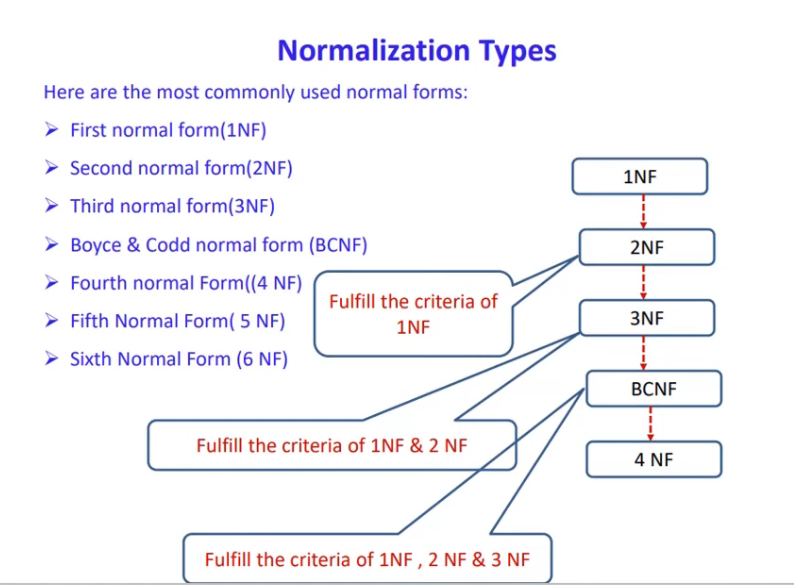 Normalization Types
Here are the most commonly used normal forms:
First normal form(1NF)
Second normal form(2NF)
Third normal form(3NF)
Boyce & Codd normal form (BCNF)
Fourth normal Form((4 NF)
Fifth Normal Form( 5 NF)
Sixth Normal Form (6 NF)
1NF
2NF
3NF
BCNF
4 NF
Fulfill the criteria of
1NF
Fulfill the criteria of 1NF & 2 NF
Fulfill the criteria of 1NF , 2 NF & 3 NF